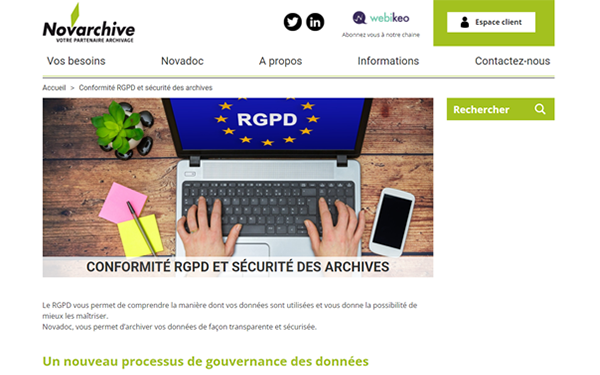 Novarchive
VOTRE PARTENAIRE ARCHIVAGE
webikeo
Abonnez vous à notre chaine
Espace client
Vos besoins
Novadoc
A propos
Informations
Contactez-nous
Accueil > Conformité RGPD et sécurité des archives
Rechercher
RGPD
CONFORMITÉ RGPD ET SÉCURITÉ DES ARCHIVES
Le RGPD vous permet de comprendre la manière dont vos données sont utilisées et vous donne la possibilité de
mieux les maîtriser.
Novadoc, vous permet d'archiver vos données de façon transparente et sécurisée.
Un nouveau processus de gouvernance des données